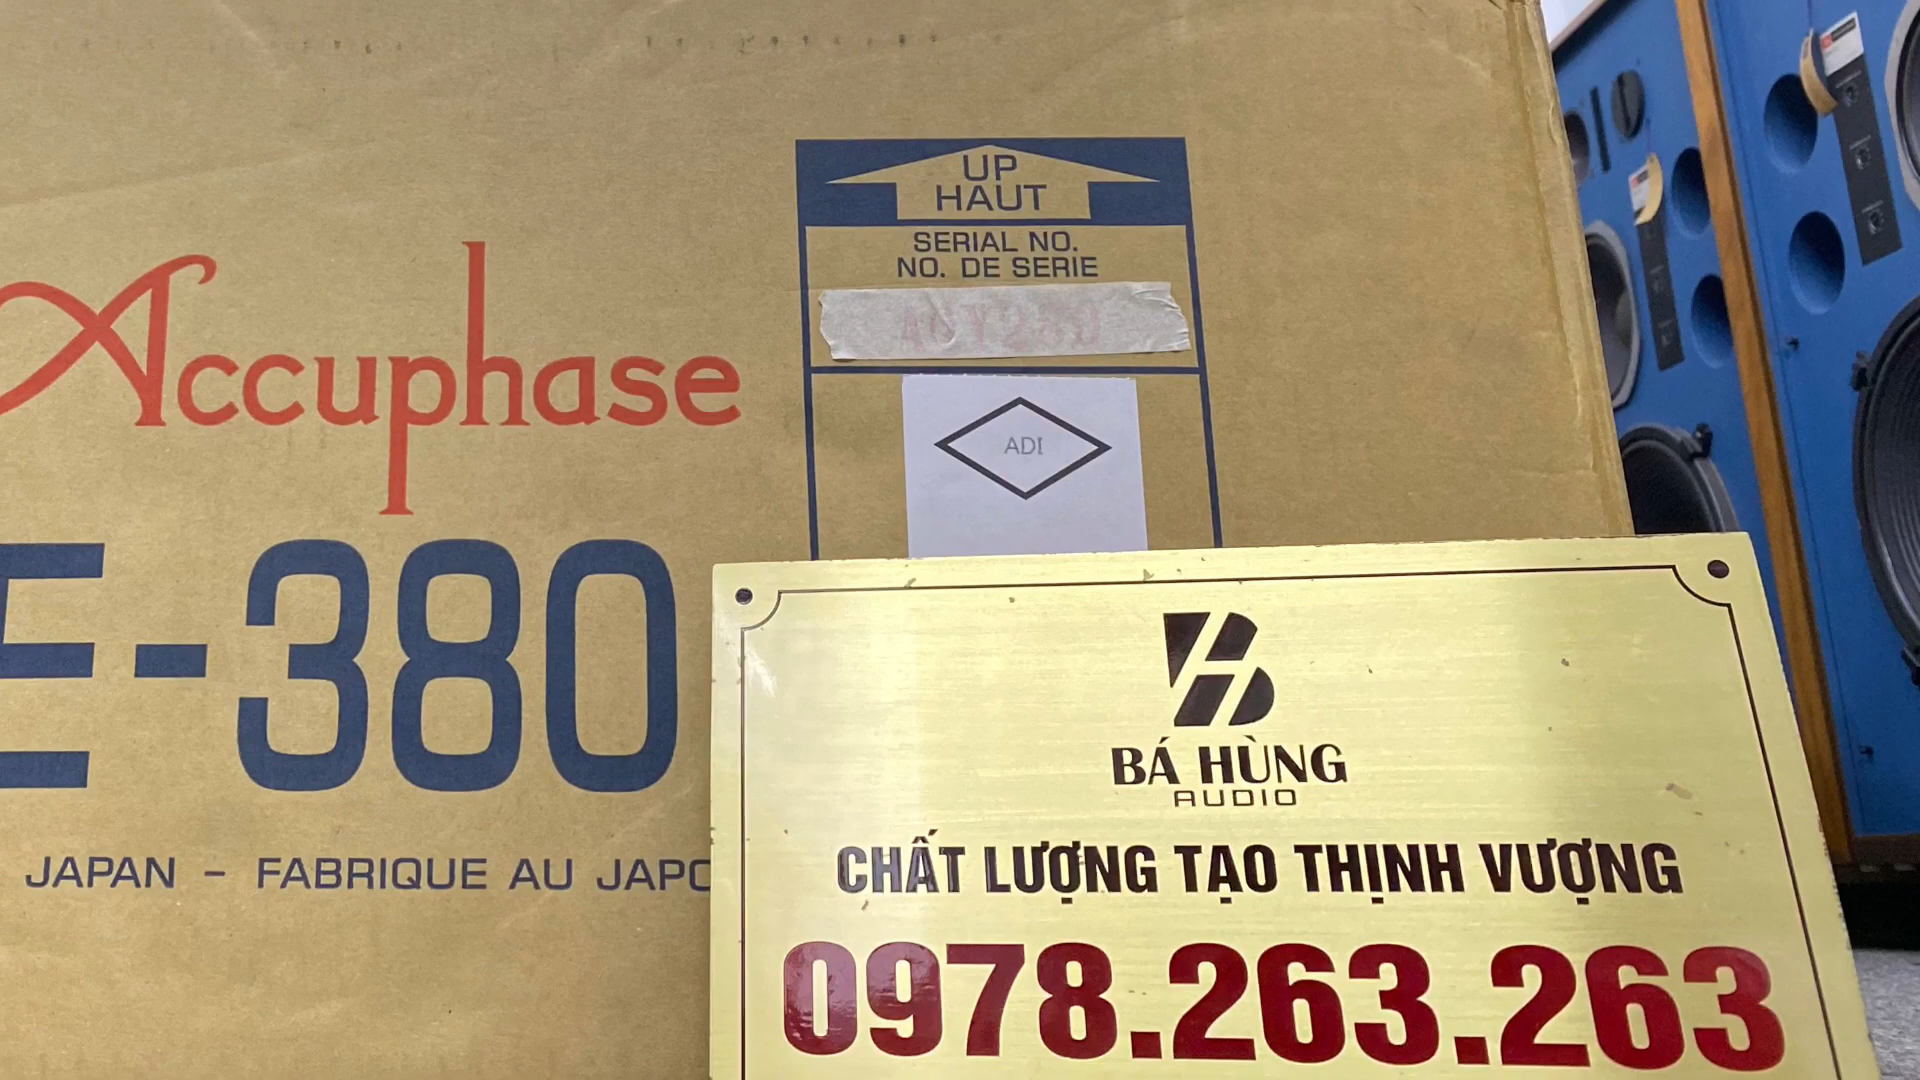 UP
HAUT
SERIAL NO.
NO. DE SERIE
Accuphase
ADI
E-380
JAPAN - FABRIQUE AU
BÁ HÙNG
AUDIO
CHẤT LƯỢNG TẠO THỊNH VƯỢNG
0978.263.263